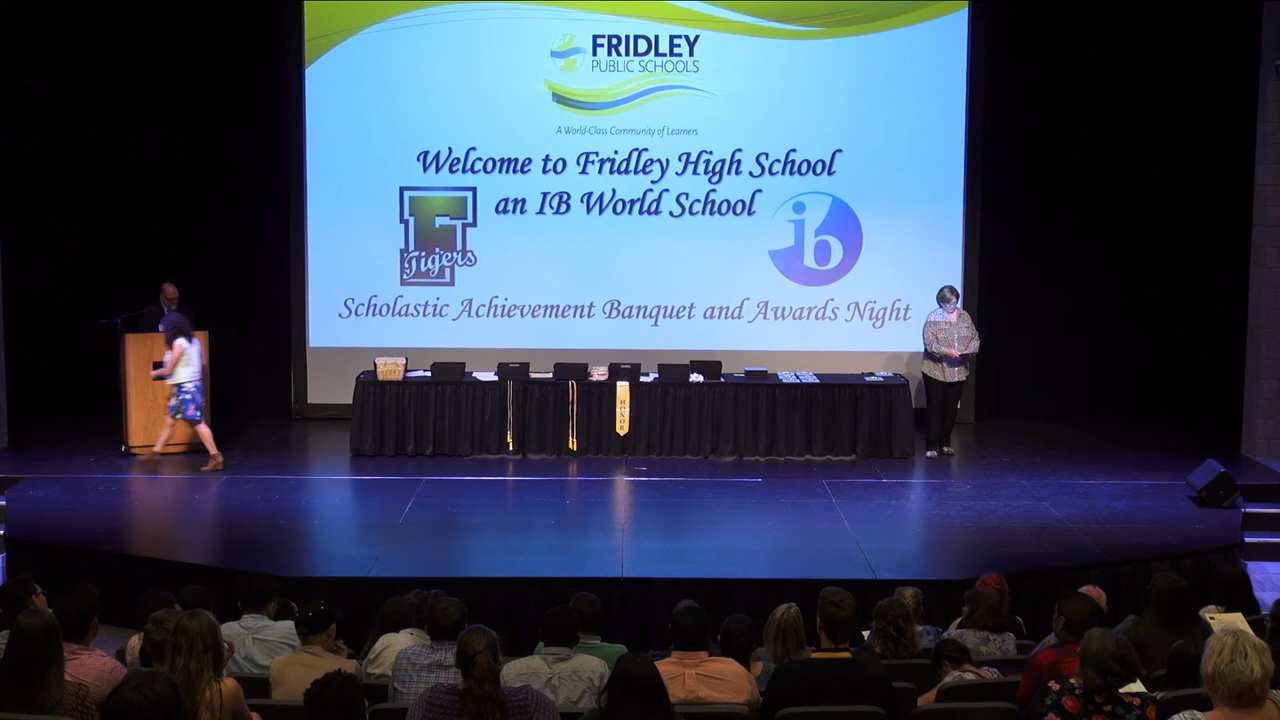 FRIDLEY
PUBLIC SCHOOLS
A World-Class Community of Learners
Welcome to Fridley High School
an IB World School
F
Tigers
ib
Scholastic Achievement Banquet and Awards Night
HONOR